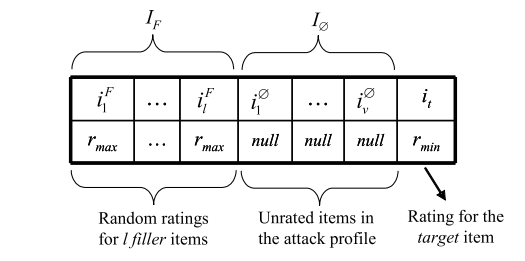 I_F I_∅
i_1^F ... i_l^F i_1^∅ ... i_v^∅ i_t
r_max ... r_max null null null r_min
Random ratings Unrated items in Rating for the
for l filler items the attack profile target item